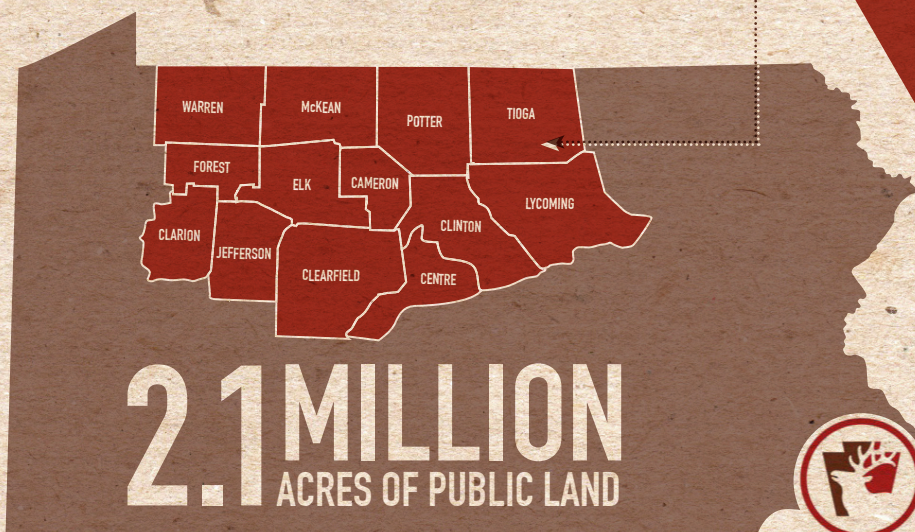 WARREN
McKEAN
POTTER
TIOGA
FOREST
ELK
CAMERON
LYCOMING
CLARION
JEFFERSON
CLINTON
CLEARFIELD
CENTRE
2.1 MILLION
ACRES OF PUBLIC LAND